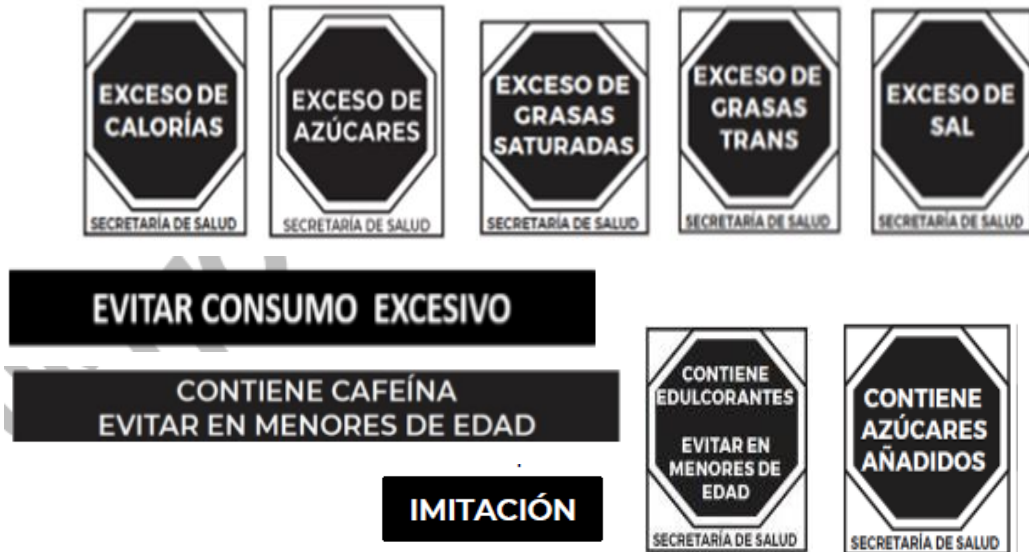 EXCESO DE
CALORÍAS
SECRETARÍA DE SALUD
EXCESO DE
AZÚCARES
SECRETARÍA DE SALUD
EXCESO DE
GRASAS
SATURADAS
SECRETARÍA DE SALUD
EXCESO DE
GRASAS
TRANS
SECRETARÍA DE SALUD
EXCESO DE
SAL
SECRETARÍA DE SALUD
EVITAR CONSUMO EXCESIVO
CONTIENE CAFEÍNA
EVITAR EN MENORES DE EDAD
CONTIENE
EDULCORANTES
EVITAR EN
MENORES DE
EDAD
SECRETARÍA DE SALUD
CONTIENE
AZÚCARES
AÑADIDOS
SECRETARÍA DE SALUD
IMITACIÓN